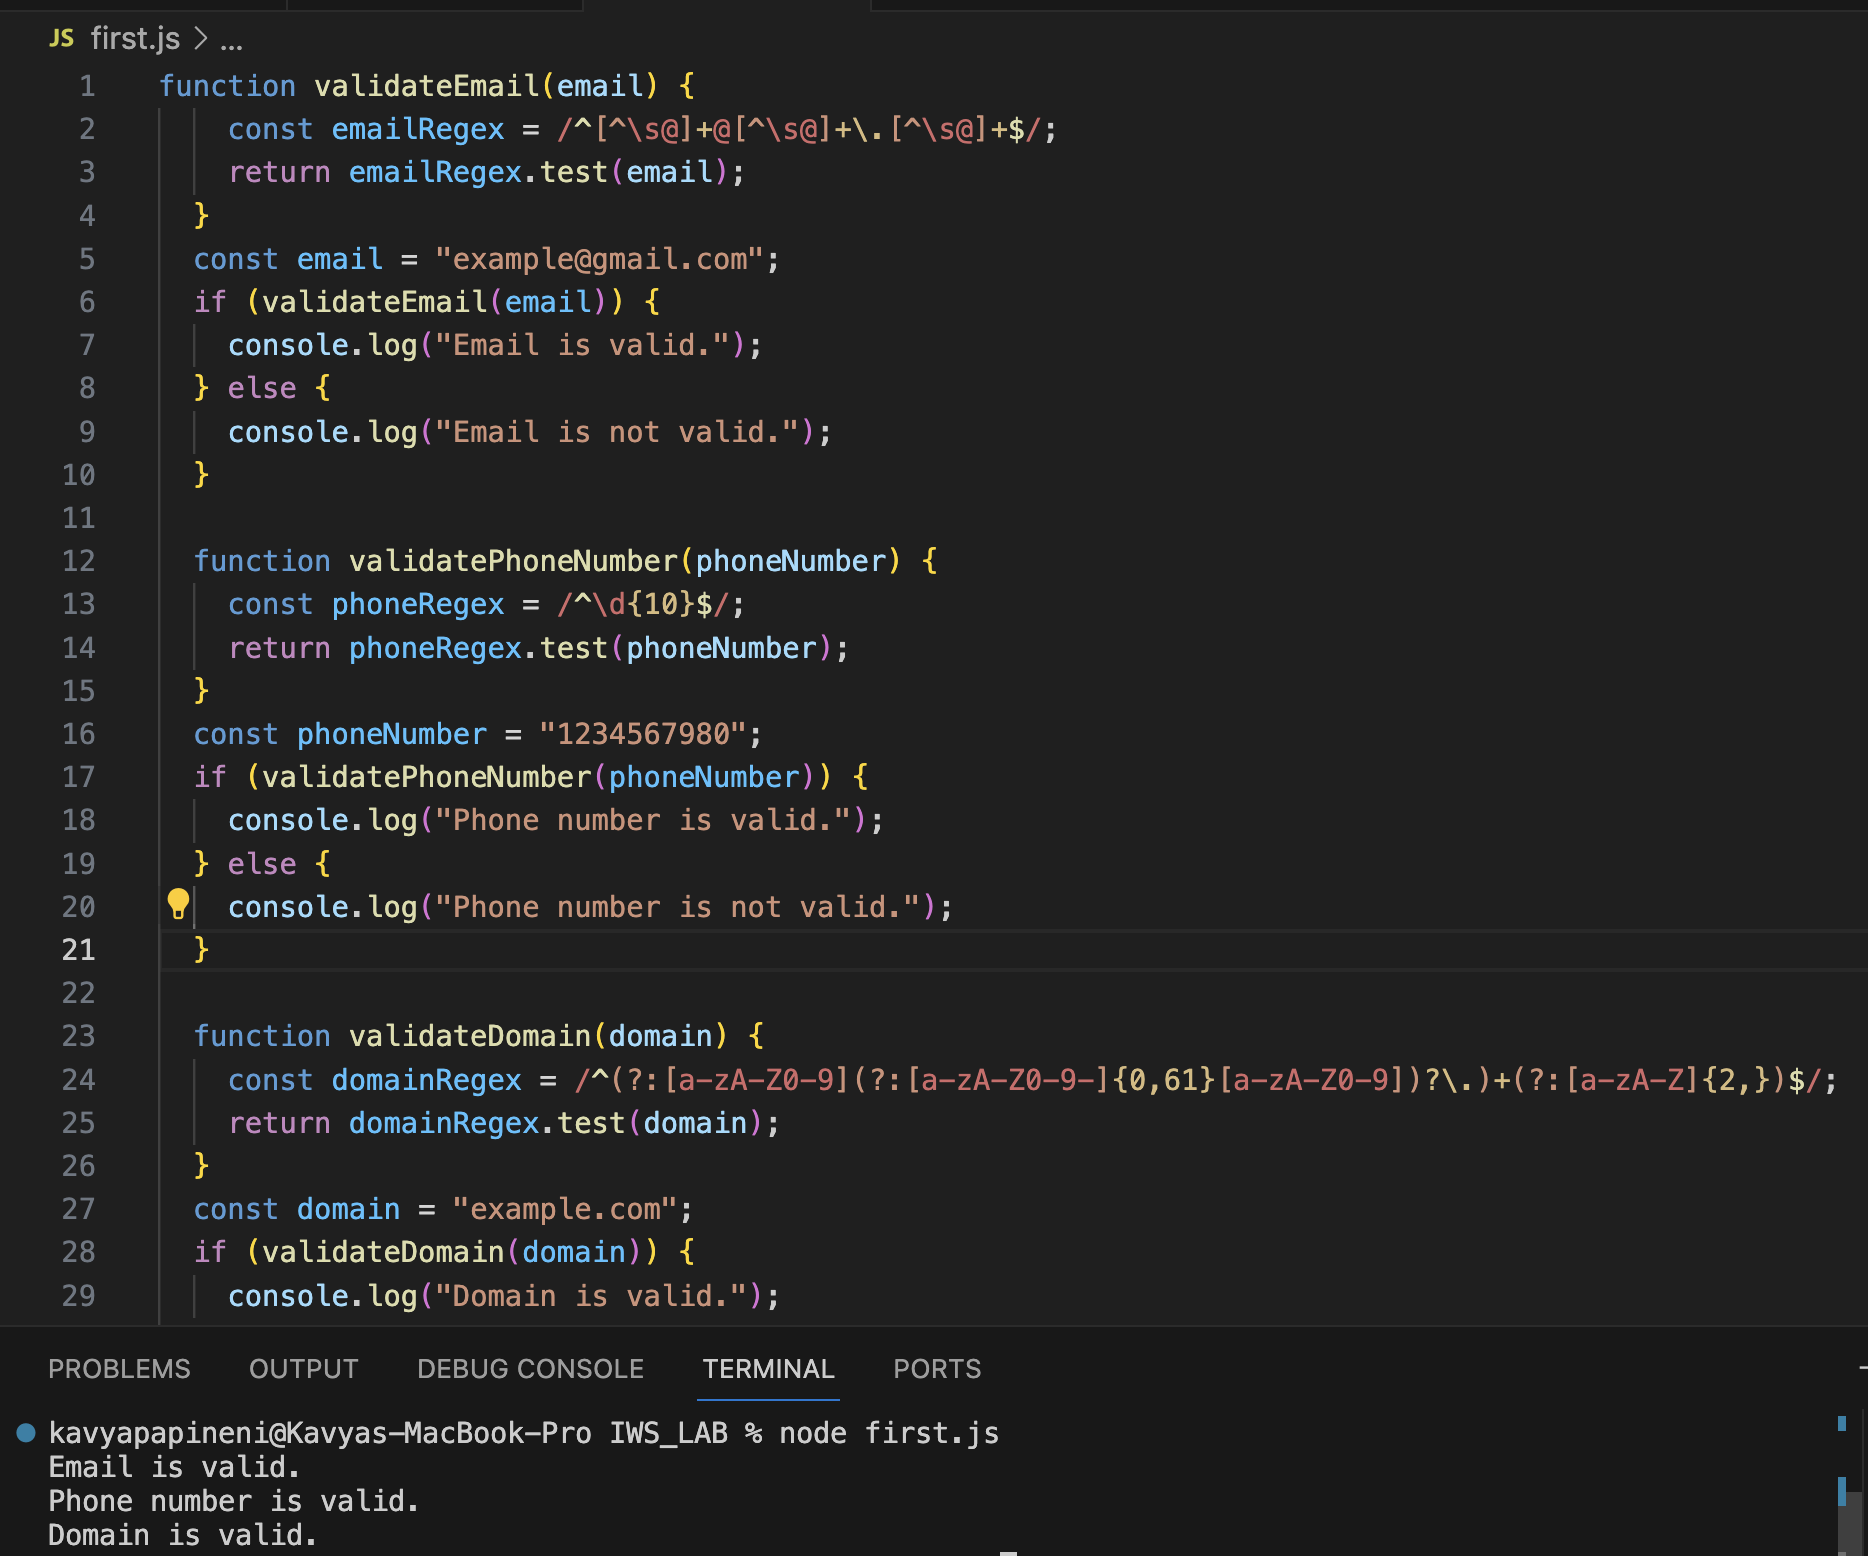 JS first.js > ...
1 function validateEmail(email) {
2 const emailRegex = /^[^\s@]+@[^\s@]+\.[^\s@]+$/;
3 return emailRegex.test(email);
4 }
5 const email = "example@gmail.com";
6 if (validateEmail(email)) {
7 console.log("Email is valid.");
8 } else {
9 console.log("Email is not valid.");
10 }
11
12 function validatePhoneNumber(phoneNumber) {
13 const phoneRegex = /^\d{10}$/;
14 return phoneRegex.test(phoneNumber);
15 }
16 const phoneNumber = "1234567980";
17 if (validatePhoneNumber(phoneNumber)) {
18 console.log("Phone number is valid.");
19 } else {
20 console.log("Phone number is not valid.");
21 }
22
23 function validateDomain(domain) {
24 const domainRegex = /^(?:[a-zA-Z0-9](?:[a-zA-Z0-9-]{0,61}[a-zA-Z0-9])?\.)+(?:[a-zA-Z]{2,})$/;
25 return domainRegex.test(domain);
26 }
27 const domain = "example.com";
28 if (validateDomain(domain)) {
29 console.log("Domain is valid.");
PROBLEMS OUTPUT DEBUG CONSOLE TERMINAL PORTS
kavyapapineni@Kavyas-MacBook-Pro IWS_LAB % node first.js
Email is valid.
Phone number is valid.
Domain is valid.